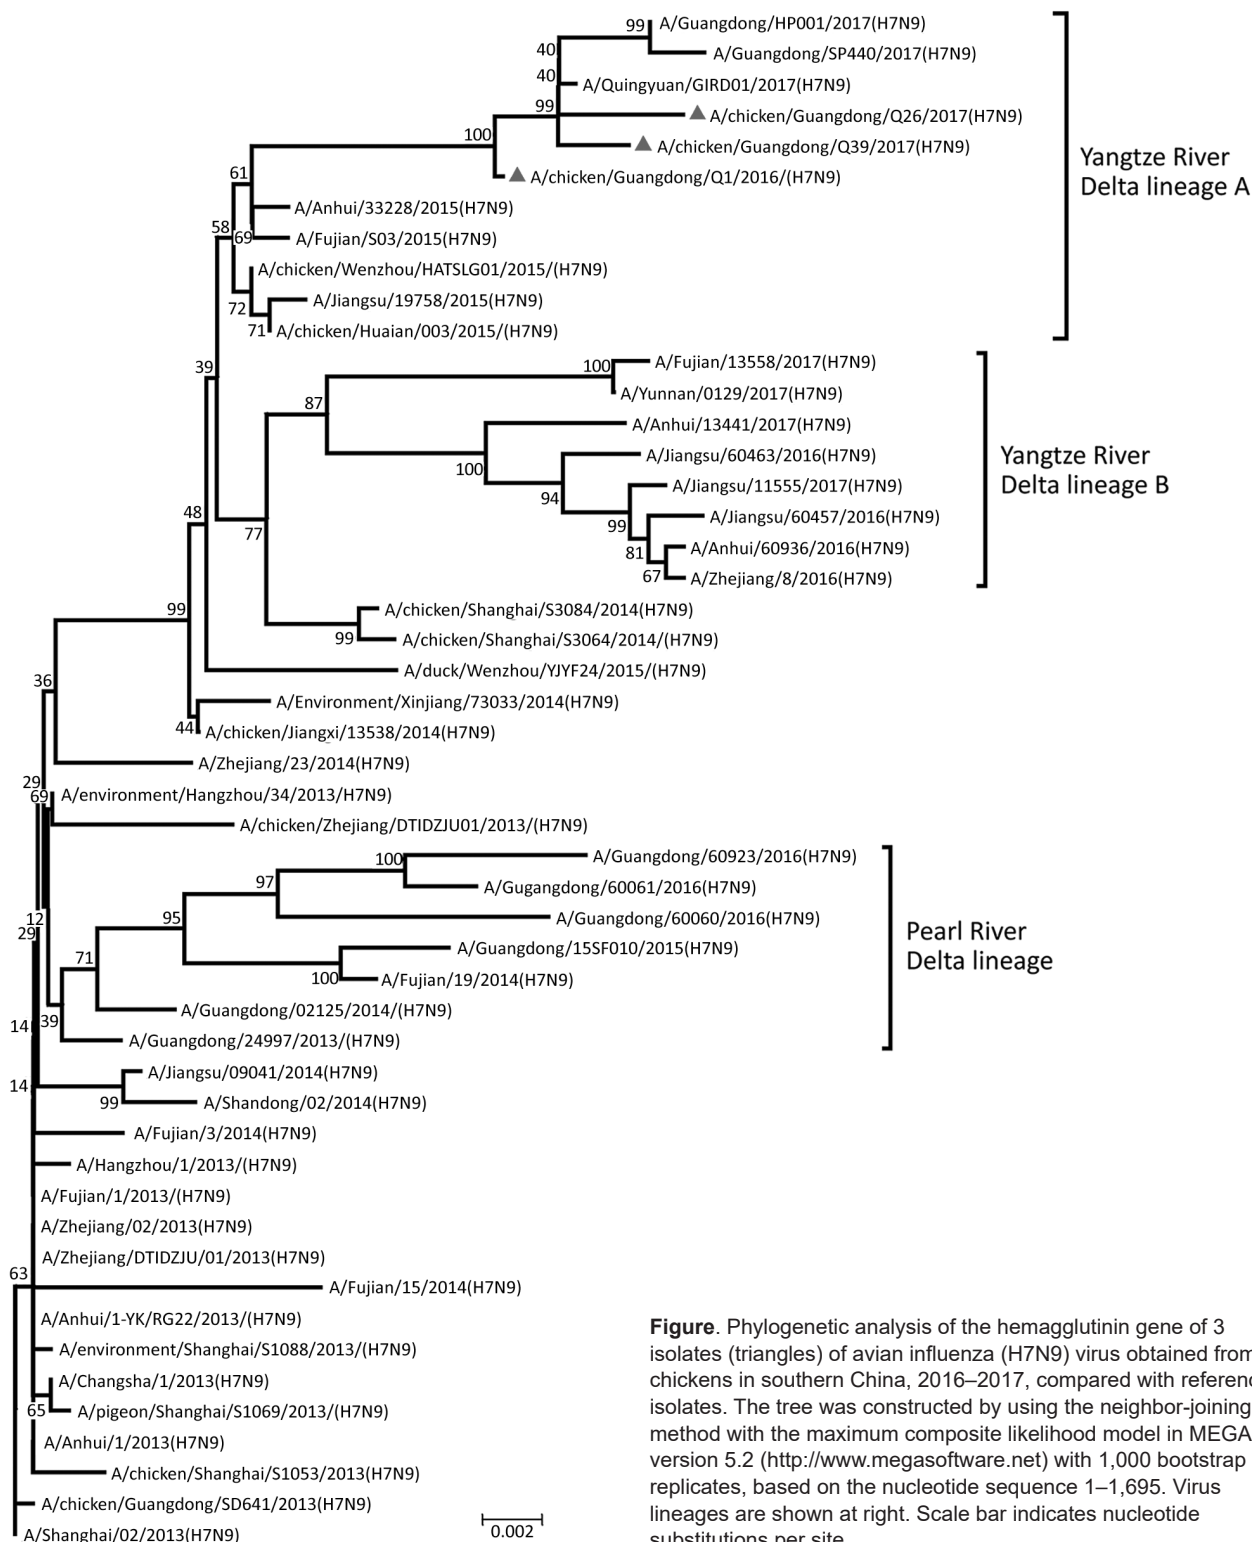 99
A/Guangdong/HP001/2017(H7N9)
40
A/Guangdong/SP440/2017(H7N9)
40
A/Quingyuan/GIRD01/2017(H7N9)
99
A/chicken/Guangdong/Q26/2017(H7N9)
100
A/chicken/Guangdong/Q39/2017(H7N9)
Yangtze River
Delta lineage A
61
A/chicken/Guangdong/Q1/2016/(H7N9)
A/Anhui/33228/2015(H7N9)
58
69
A/Fujian/S03/2015(H7N9)
A/chicken/Wenzhou/HATSLG01/2015/(H7N9)
72
A/Jiangsu/19758/2015(H7N9)
71
A/chicken/Huaian/003/2015/(H7N9)
39
100
A/Fujian/13558/2017(H7N9)
A/Yunnan/0129/2017(H7N9)
87
A/Anhui/13441/2017(H7N9)
100
A/Jiangsu/60463/2016(H7N9)
Yangtze River
Delta lineage B
94
A/Jiangsu/11555/2017(H7N9)
48
77
99
A/Jiangsu/60457/2016(H7N9)
81
A/Anhui/60936/2016(H7N9)
67
A/Zhejiang/8/2016(H7N9)
99
A/chicken/Shanghai/S3084/2014(H7N9)
99
A/chicken/Shanghai/S3064/2014/(H7N9)
A/duck/Wenzhou/YJYF24/2015/(H7N9)
36
A/Environment/Xinjiang/73033/2014(H7N9)
44
A/chicken/Jiangxi/13538/2014(H7N9)
A/Zhejiang/23/2014(H7N9)
29
69
A/environment/Hangzhou/34/2013/H7N9)
A/chicken/Zhejiang/DTIDZJU01/2013/(H7N9)
100
A/Guangdong/60923/2016(H7N9)
97
A/Gugangdong/60061/2016(H7N9)
12
95
A/Guangdong/60060/2016(H7N9)
29
Pearl River
Delta lineage
71
A/Guangdong/15SF010/2015(H7N9)
100
A/Fujian/19/2014(H7N9)
A/Guangdong/02125/2014/(H7N9)
14
39
A/Guangdong/24997/2013/(H7N9)
A/Jiangsu/09041/2014(H7N9)
14
99
A/Shandong/02/2014(H7N9)
A/Fujian/3/2014(H7N9)
A/Hangzhou/1/2013/(H7N9)
A/Fujian/1/2013/(H7N9)
A/Zhejiang/02/2013(H7N9)
A/Zhejiang/DTIDZJU/01/2013(H7N9)
63
A/Fujian/15/2014(H7N9)
A/Anhui/1-YK/RG22/2013/(H7N9)
A/environment/Shanghai/S1088/2013/(H7N9)
A/Changsha/1/2013(H7N9)
65
A/pigeon/Shanghai/S1069/2013/(H7N9)
A/Anhui/1/2013(H7N9)
A/chicken/Shanghai/S1053/2013(H7N9)
A/chicken/Guangdong/SD641/2013(H7N9)
A/Shanghai/02/2013(H7N9)
0.002
Figure. Phylogenetic analysis of the hemagglutinin gene of 3
isolates (triangles) of avian influenza (H7N9) virus obtained from
chickens in southern China, 2016–2017, compared with referenc
isolates. The tree was constructed by using the neighbor-joining
method with the maximum composite likelihood model in MEGA
version 5.2 (http://www.megasoftware.net) with 1,000 bootstrap
replicates, based on the nucleotide sequence 1–1,695. Virus
lineages are shown at right. Scale bar indicates nucleotide
substitutions per site